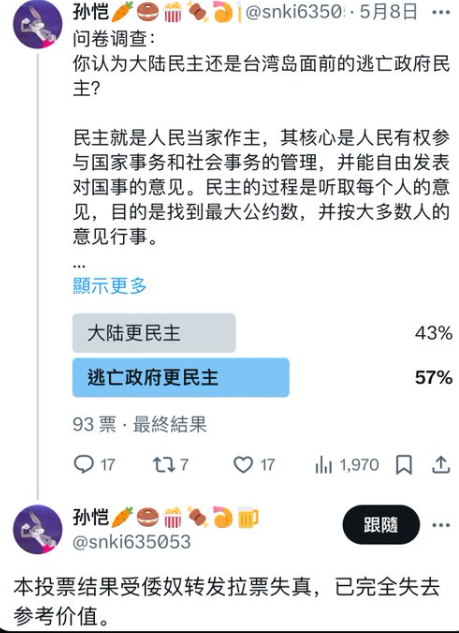 孙恺🥕🍩🍿🍢🍤 @snki6350 · 5月8日 ···
问卷调查：
你认为大陆民主还是台湾岛面前的逃亡政府民
主?
民主就是人民当家作主，其核心是人民有权参
与国家事务和社会事务的管理，并能自由发表
对国事的意见。民主的过程是听取每个人的意
见，目的是找到最大公约数，并按大多数人的
意见行事。
...
顯示更多
大陆更民主 43%
逃亡政府更民主 57%
93 票 · 最終結果
17 7 17 1,970
孙恺🥕🍩🍿🍢🍤🍺
@snki635053
跟隨 ···
本投票结果受倭奴转发拉票失真，已完全失去
参考价值。